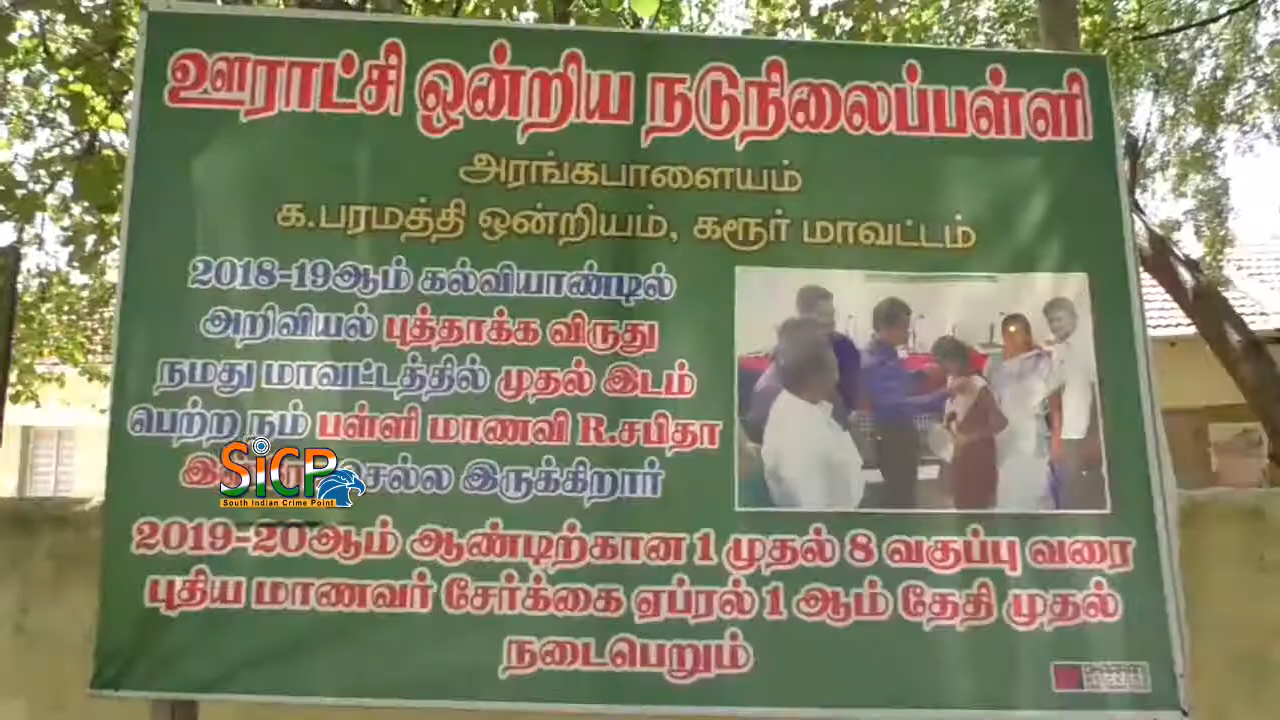 ஊராட்சி ஒன்றிய நடுநிலைப்பள்ளி
அரங்கபாளையம்
க.பரமத்தி ஒன்றியம், கரூர் மாவட்டம்
2018-19ஆம் கல்வியாண்டில்
அறிவியல் புத்தாக்க விருது
நமது மாவட்டத்தில் முதல் இடம்
பெற்ற நம் பள்ளி மாணவி R.சபிதா
செல்ல இருக்கிறார்
SiCP
South Indian Crime Point
2019-20ஆம் ஆண்டிற்கான 1 முதல் 8 வகுப்பு வரை
புதிய மாணவர் சேர்க்கை ஏப்ரல் 1 ஆம் தேதி முதல்
நடைபெறும்